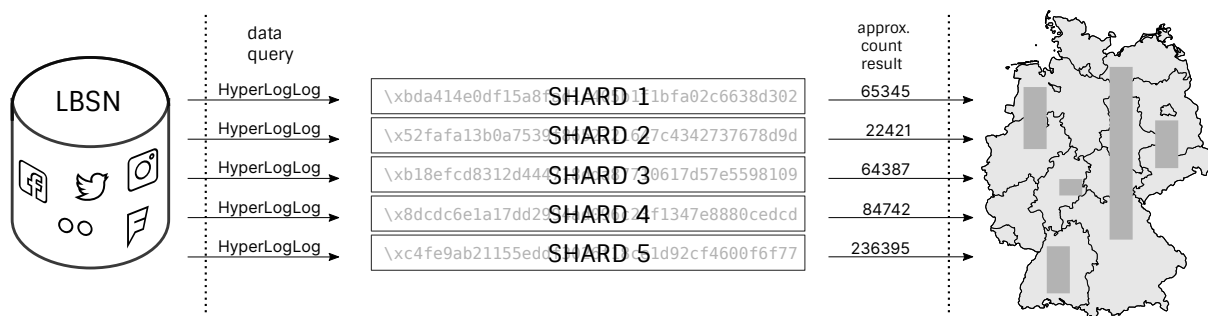 data
query
approx.
count
result
LBSN
HyperLogLog
SHARD 1
65345
HyperLogLog
SHARD 2
22421
HyperLogLog
SHARD 3
64387
HyperLogLog
SHARD 4
84742
HyperLogLog
SHARD 5
236395